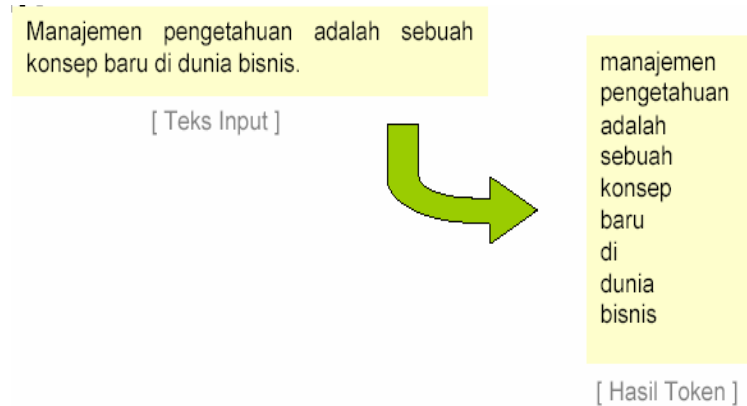 Manajemen pengetahuan adalah sebuah
konsep baru di dunia bisnis.
[ Teks Input ]
manajemen
pengetahuan
adalah
sebuah
konsep
baru
di
dunia
bisnis
[ Hasil Token ]